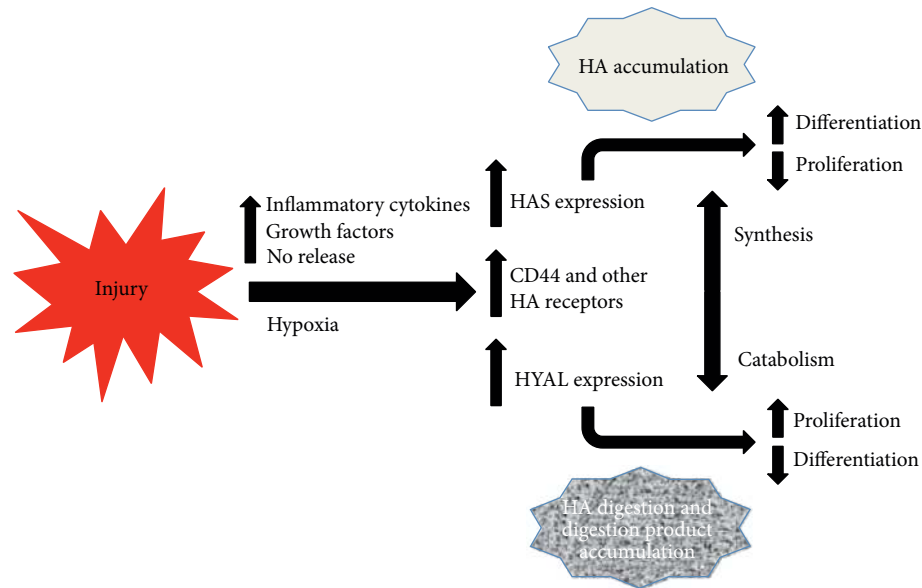 HA accumulation
Differentiation
Proliferation
Inflammatory cytokines
Growth factors
No release
HAS expression
Synthesis
Injury
CD44 and other
HA receptors
Hypoxia
Catabolism
HYAL expression
Proliferation
Differentiation
HA digestion and
digestion product
accumulation